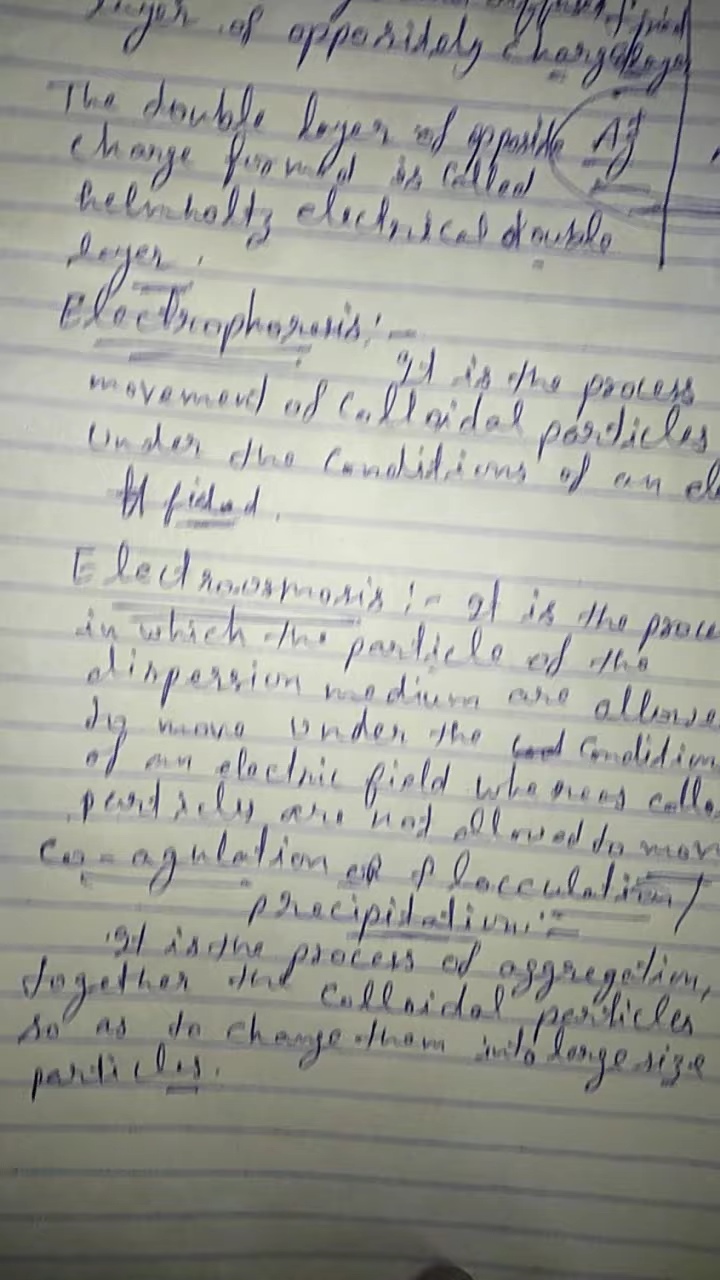 layer of oppositely charge
The double layer of opposite
Ag
charge formed is called
helmholtz electrical double
layer.
Electrophoresis:-
It is the process
movement of Colloidal particles
Under the Conditions of an el
field.
Electroosmosis:- It is the proce
in which the particle of the
dispersion medium are allowe
to move under the Condition
of an electric field whereas collo
particles are not allowed to mov
Co-agulation or flocculation/
precipitation:-
It is the process of aggregation,
together the Colloidal particles
so as to change them into large size
particles.